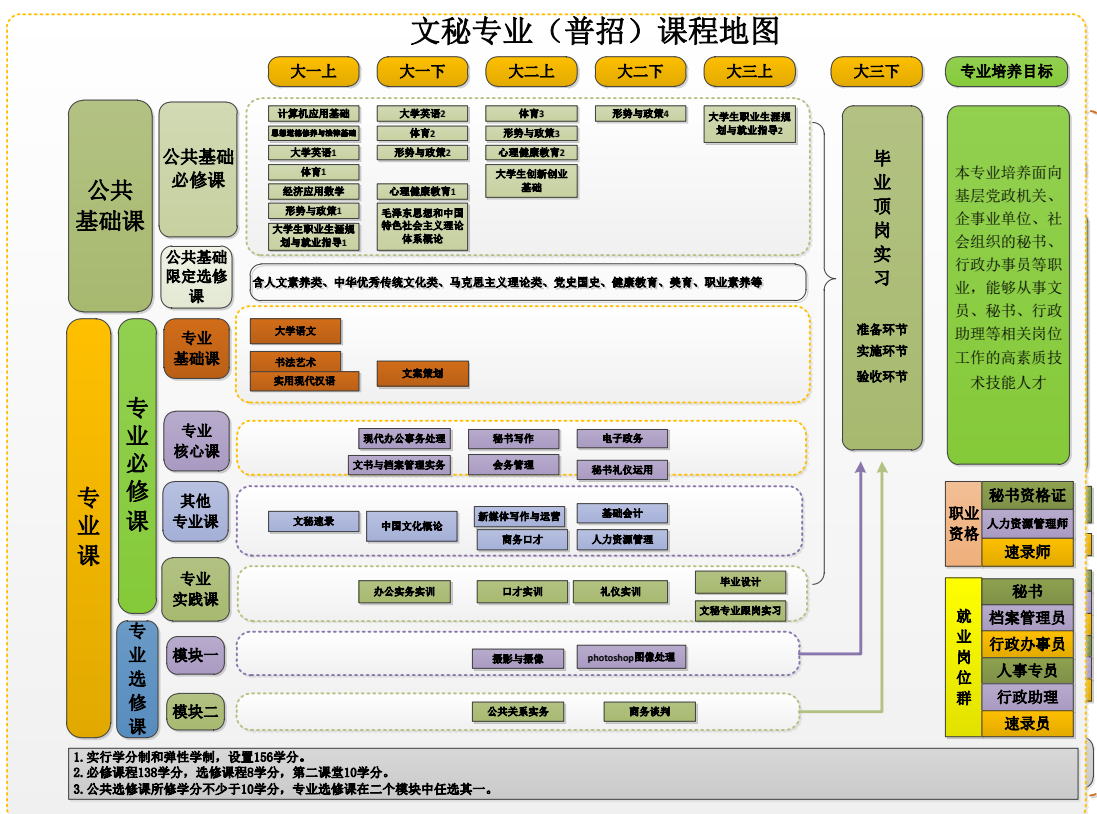 文秘专业（普招）课程地图
大一上
大一下
大二上
大二下
大三上
大三下
专业培养目标
公共
基础课
公共基础
必修课
计算机应用基础
思想道德修养与法律基础
大学英语1
体育1
经济应用数学
形势与政策1
大学生职业生涯规
划与就业指导1
大学英语2
体育2
形势与政策2
心理健康教育1
毛泽东思想和中国
特色社会主义理论
体系概论
体育3
形势与政策3
心理健康教育2
大学生创新创业
基础
形势与政策4
大学生职业生涯规
划与就业指导2
公共基础
限定选修
课
含人文素养类、中华优秀传统文化类、马克思主义理论类、党史国史、健康教育、美育、职业素养等
毕
业
顶
岗
实
习
准备环节
实施环节
验收环节
本专业培养面向
基层党政机关、
企事业单位、社
会组织的秘书、
行政办事员等职
业，能够从事文
员、秘书、行政
助理等相关岗位
工作的高素质技
术技能人才
专
业
课
专
业
必
修
课
专业
基础课
大学语文
书法艺术
实用现代汉语
文案策划
专业
核心课
现代办公事务处理
文书与档案管理实务
秘书写作
会务管理
电子政务
秘书礼仪运用
其他
专业课
文秘速录
中国文化概论
新媒体写作与运营
商务口才
基础会计
人力资源管理
专业
实践课
办公实务实训
口才实训
礼仪实训
毕业设计
文秘专业跟岗实习
专
业
选
修
课
模块一
摄影与摄像
photoshop图像处理
模块二
公共关系实务
商务谈判
职业
资格
秘书资格证
人力资源管理师
速录师
就
业
岗
位
群
秘书
档案管理员
行政办事员
人事专员
行政助理
速录员
1. 实行学分制和弹性学制，设置156学分。
2. 必修课程138学分，选修课程8学分，第二课堂10学分。
3. 公共选修课所修学分不少于10学分，专业选修课在二个模块中任选其一。